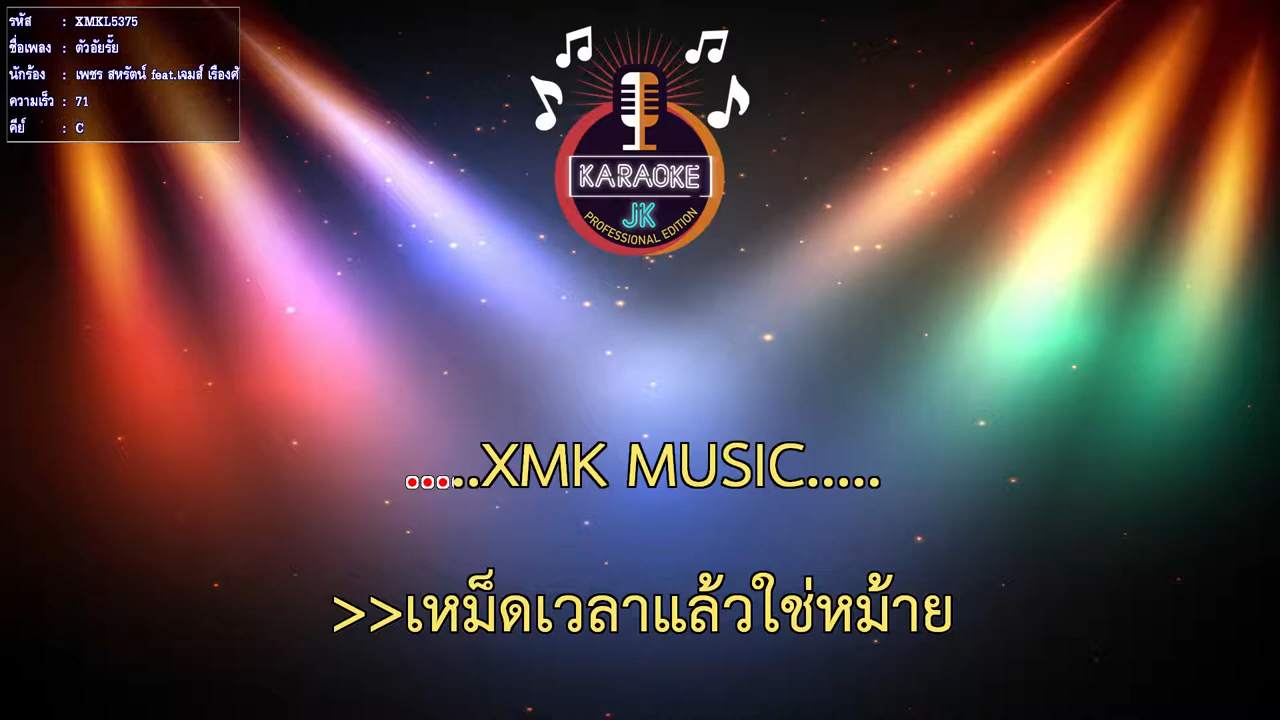 รหัส : XMKL5375
ชื่อเพลง : ตัวอัยรั๊ย
นักร้อง : เพชร สหรัตน์ feat.เจมส์ เรืองศั
ความเร็ว : 71
คีย์ : C
KARAOKE
JK
PROFESSIONAL EDITION
.....XMK MUSIC.....
>>เหม็ดเวลาแล้วใช่หม้าย